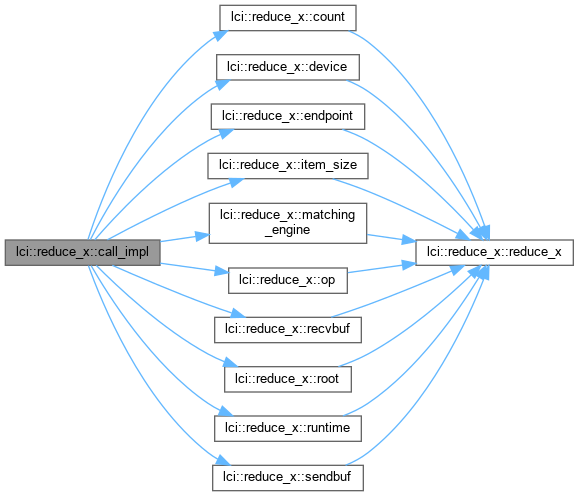 lci::reduce_x::count
lci::reduce_x::device
lci::reduce_x::endpoint
lci::reduce_x::item_size
lci::reduce_x::matching
_engine
lci::reduce_x::call_impl
lci::reduce_x::reduce_x
lci::reduce_x::op
lci::reduce_x::recvbuf
lci::reduce_x::root
lci::reduce_x::runtime
lci::reduce_x::sendbuf